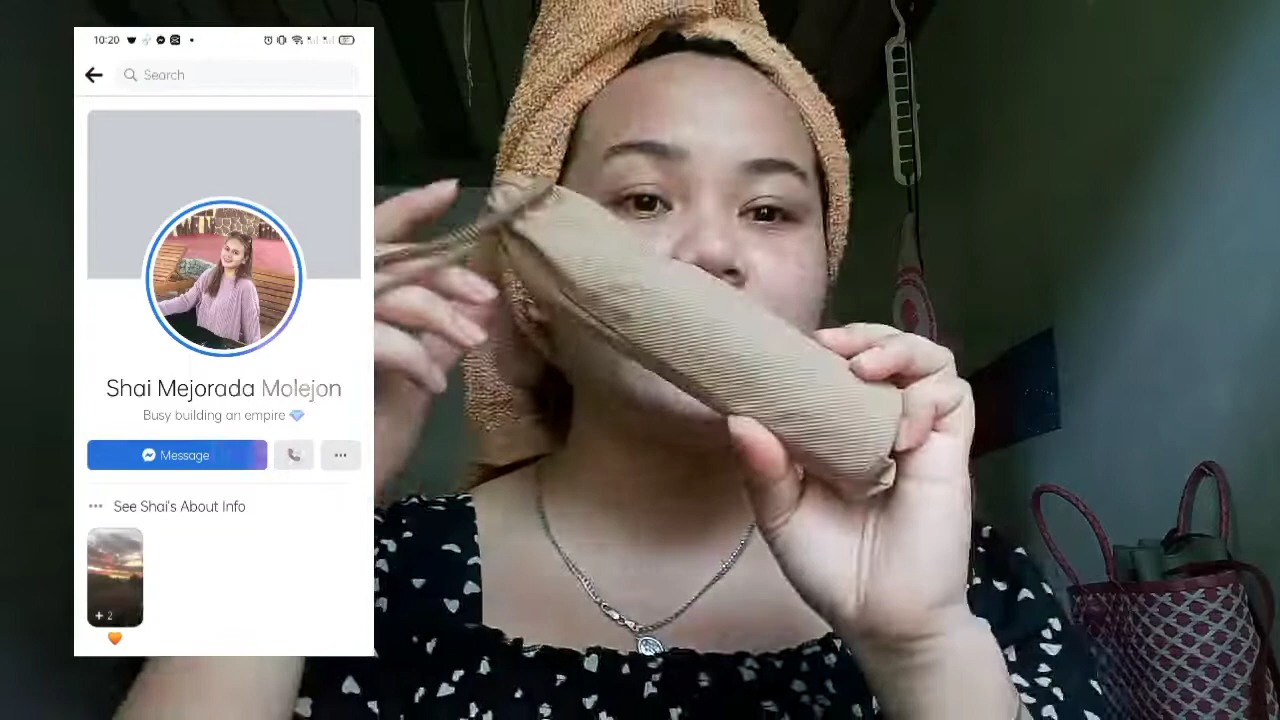 10:20
Search
Shai Mejorada Molejon
Busy building an empire
Message
See Shai's About Info
+2